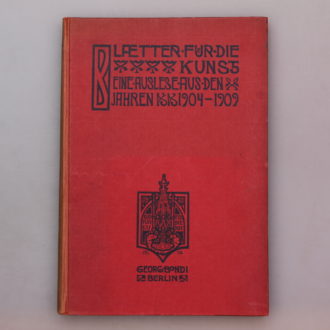 BLÆTTER·FÜR·DIE
KUNST
EINE·AUSLESE·AUS·DEN
JAHREN 1904–1909
GEORG·BONDI
BERLIN